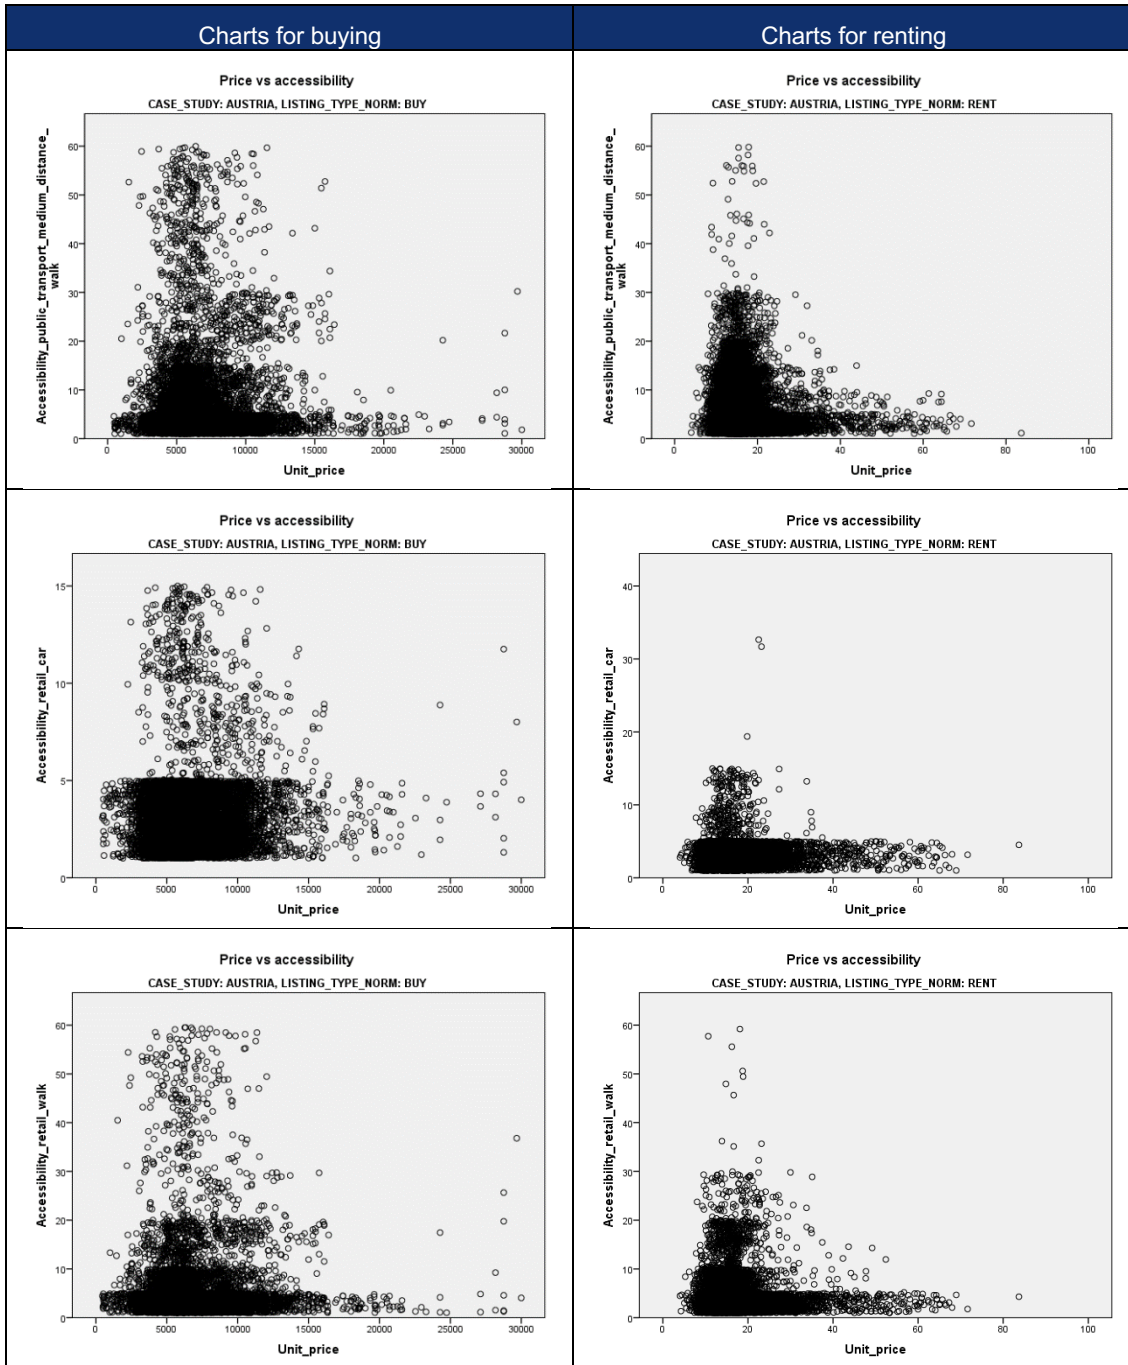 Charts for buying
Charts for renting
Price vs accessibility
CASE_STUDY: AUSTRIA, LISTING_TYPE_NORM: BUY
Accessibility_public_transport_medium_distance_
walk
60
50
40
30
20
10
0
0 5000 10000 15000 20000 25000 30000
Unit_price
Price vs accessibility
CASE_STUDY: AUSTRIA, LISTING_TYPE_NORM: RENT
Accessibility_public_transport_medium_distance_
walk
60
50
40
30
20
10
0
0 20 40 60 80 100
Unit_price
Price vs accessibility
CASE_STUDY: AUSTRIA, LISTING_TYPE_NORM: BUY
Accessibility_retail_car
15
10
5
0
0 5000 10000 15000 20000 25000 30000
Unit_price
Price vs accessibility
CASE_STUDY: AUSTRIA, LISTING_TYPE_NORM: RENT
Accessibility_retail_car
40
30
20
10
0
0 20 40 60 80 100
Unit_price
Price vs accessibility
CASE_STUDY: AUSTRIA, LISTING_TYPE_NORM: BUY
Accessibility_retail_walk
60
50
40
30
20
10
0
0 5000 10000 15000 20000 25000 30000
Unit_price
Price vs accessibility
CASE_STUDY: AUSTRIA, LISTING_TYPE_NORM: RENT
Accessibility_retail_walk
60
50
40
30
20
10
0
0 20 40 60 80 100
Unit_price